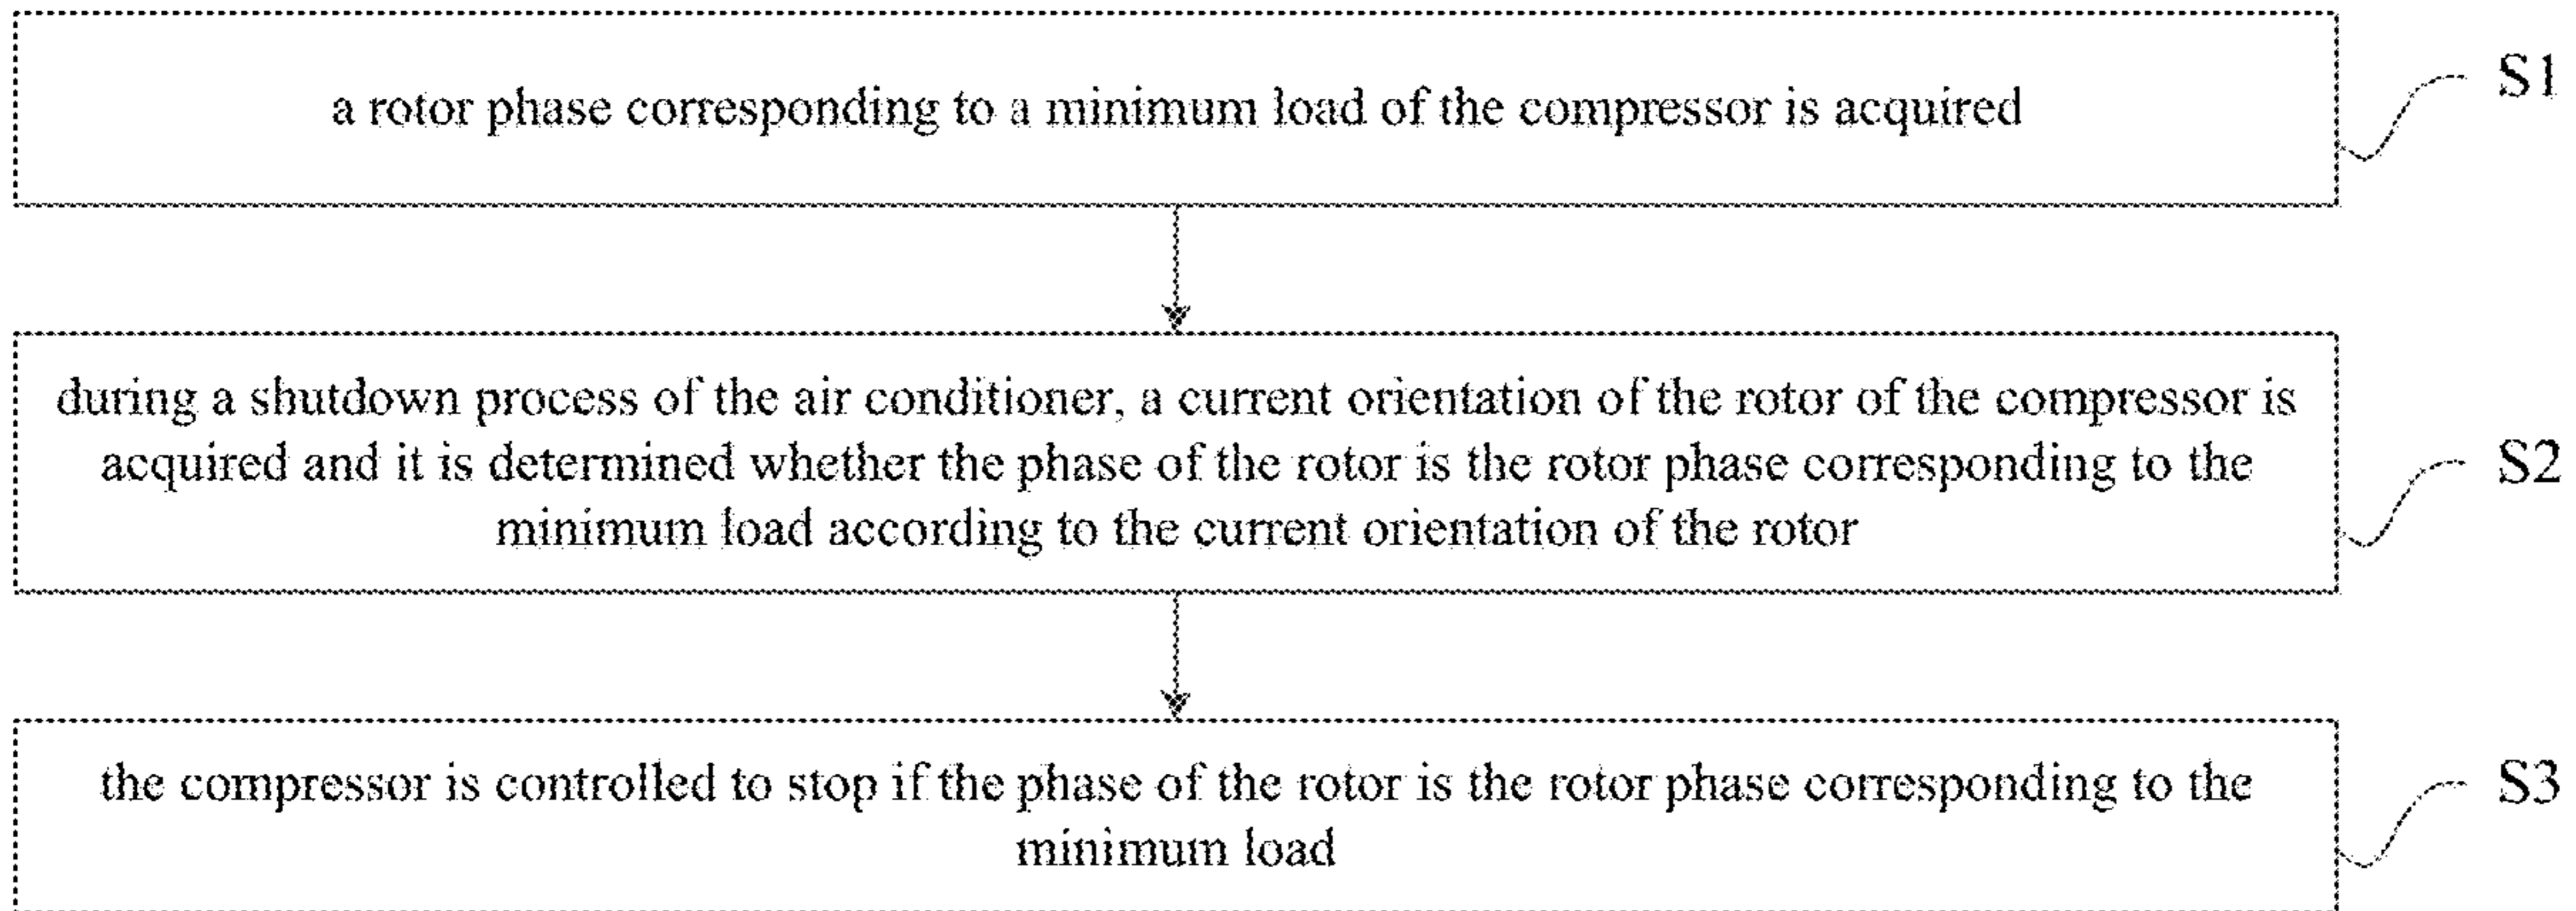 a rotor phase corresponding to a minimum load of the compressor is acquired
S1
during a shutdown process of the air conditioner, a current orientation of the rotor of the compressor is
acquired and it is determined whether the phase of the rotor is the rotor phase corresponding to the
minimum load according to the current orientation of the rotor
S2
the compressor is controlled to stop if the phase of the rotor is the rotor phase corresponding to the
minimum load
S3